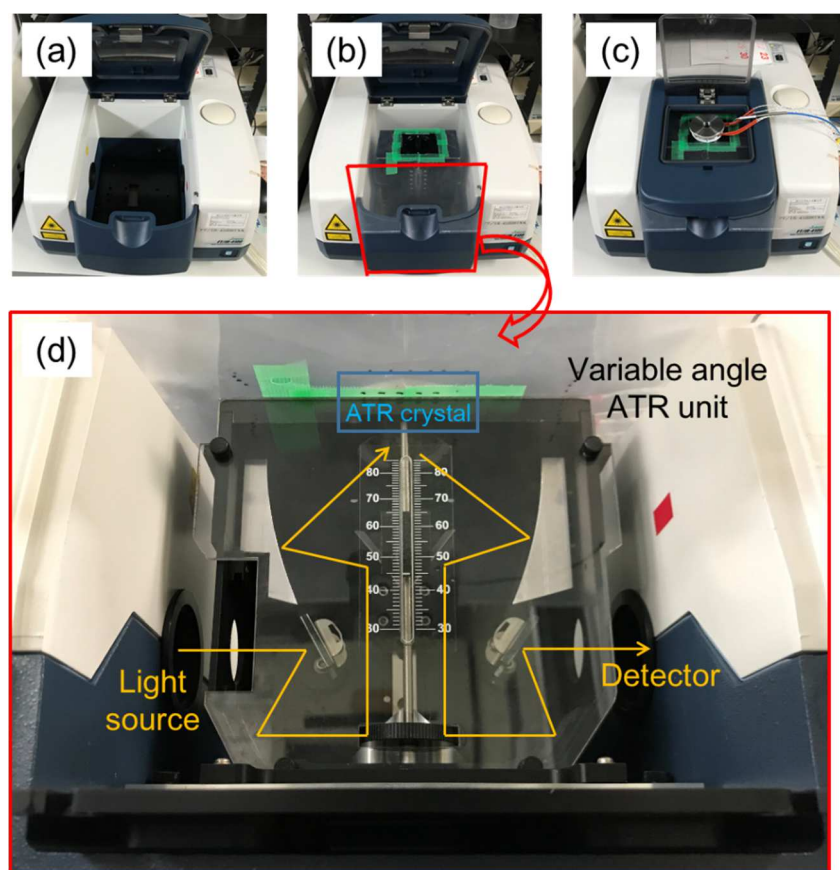 (a)
(b)
(c)
(d)
ATR crystal
Variable angle
ATR unit
80 80
70 70
60 60
50 50
40 40
30 30
Light
source
Detector